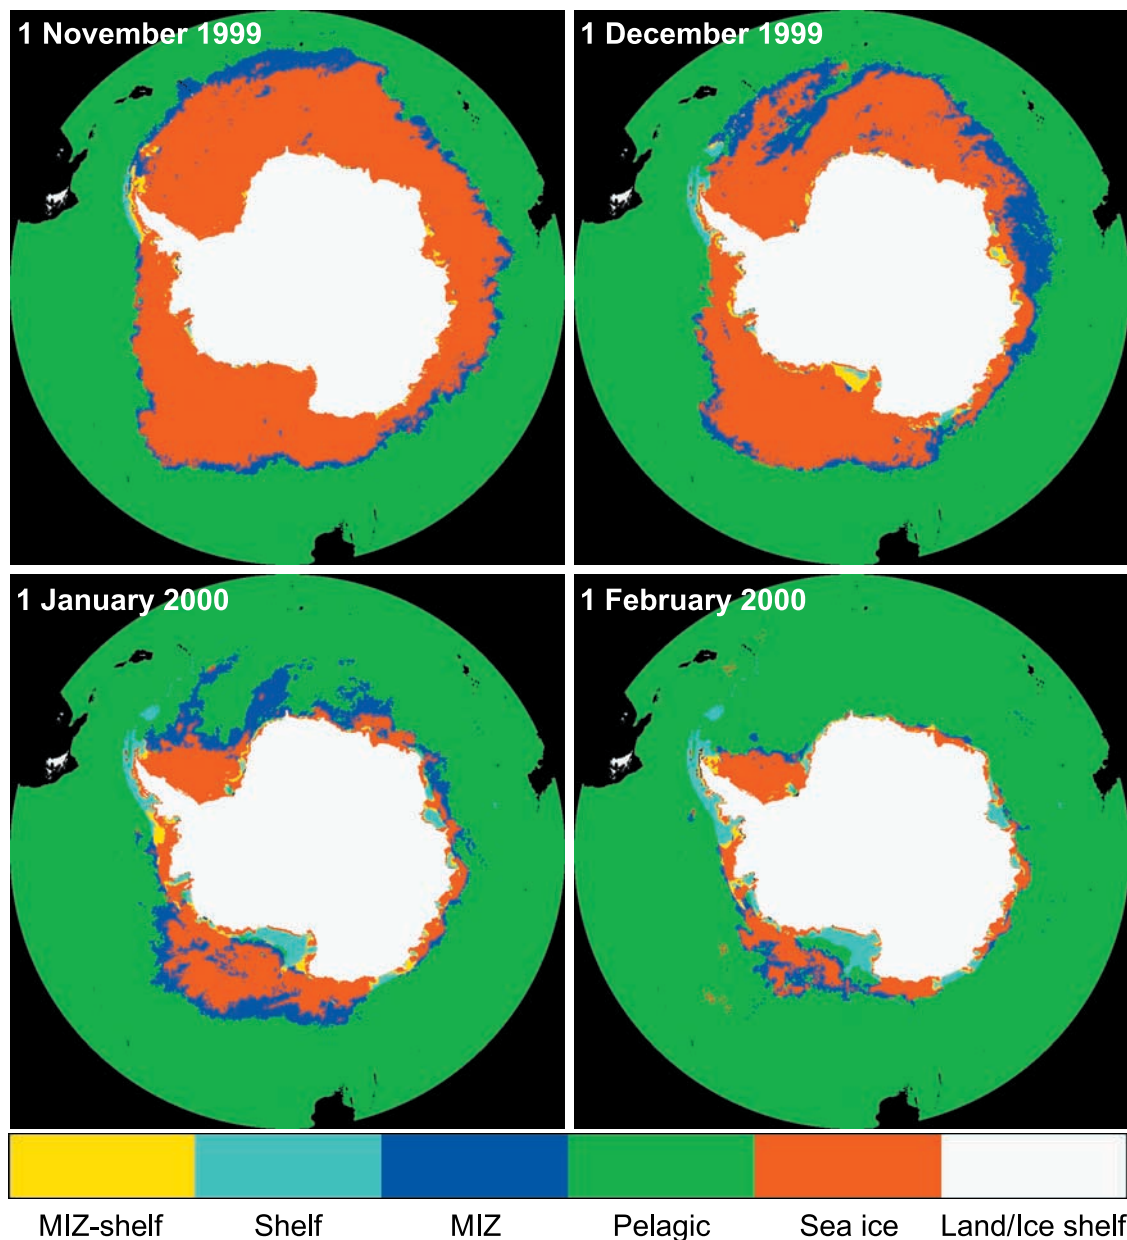 1 November 1999
1 December 1999
1 January 2000
1 February 2000
MIZ-shelf Shelf MIZ Pelagic Sea ice Land/Ice shelf